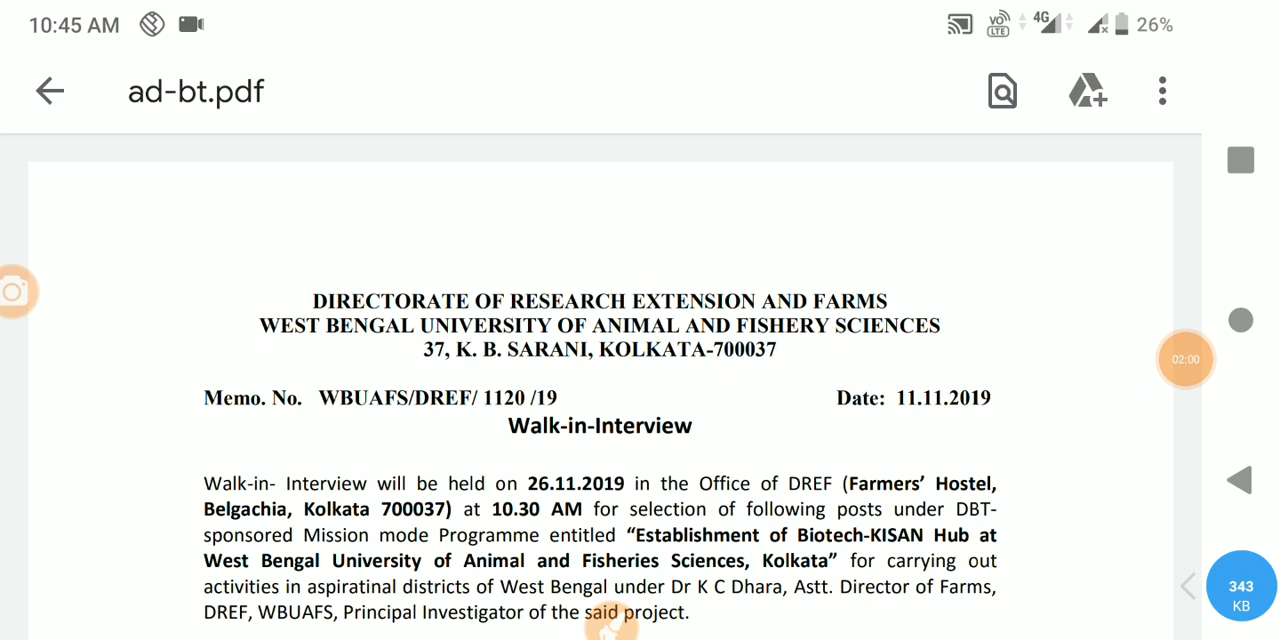 10:45 AM VO LTE 4G 26%
ad-bt.pdf
DIRECTORATE OF RESEARCH EXTENSION AND FARMS
WEST BENGAL UNIVERSITY OF ANIMAL AND FISHERY SCIENCES
37, K. B. SARANI, KOLKATA-700037
Memo. No. WBUAFS/DREF/ 1120 /19 Date: 11.11.2019
Walk-in-Interview
Walk-in- Interview will be held on 26.11.2019 in the Office of DREF (Farmers’ Hostel,
Belgachia, Kolkata 700037) at 10.30 AM for selection of following posts under DBT-
sponsored Mission mode Programme entitled “Establishment of Biotech-KISAN Hub at
West Bengal University of Animal and Fisheries Sciences, Kolkata” for carrying out
activities in aspiratinal districts of West Bengal under Dr K C Dhara, Astt. Director of Farms,
DREF, WBUAFS, Principal Investigator of the said project.
02:00
343
KB